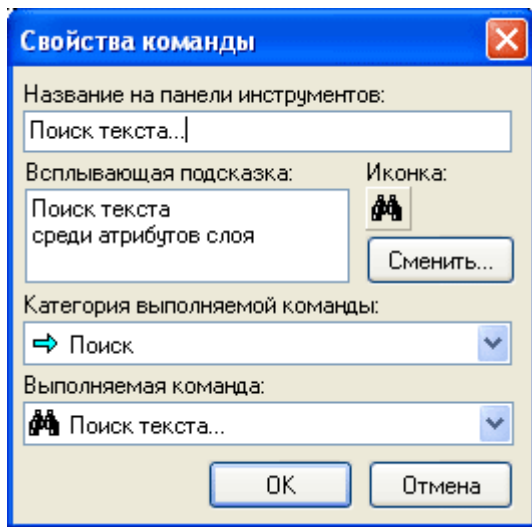 Свойства команды
Название на панели инструментов:
Поиск текста...
Всплывающая подсказка:
Иконка:
Поиск текста
среди атрибутов слоя
Сменить...
Категория выполняемой команды:
Поиск
Выполняемая команда:
Поиск текста...
OK
Отмена